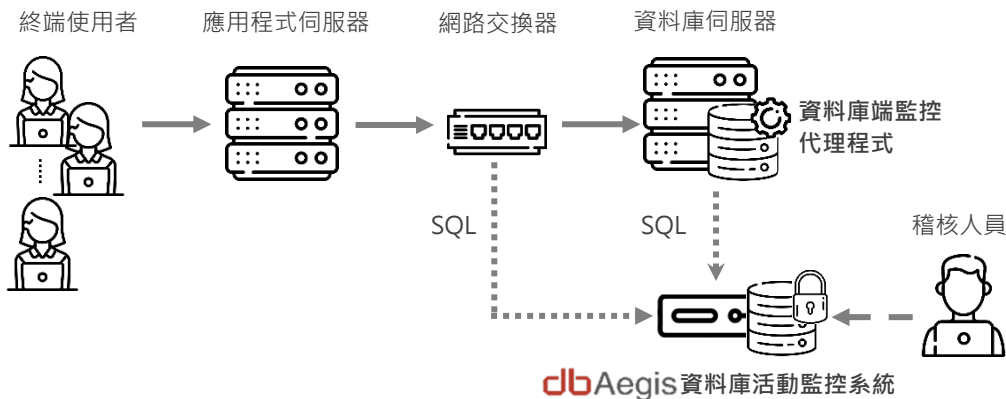 終端使用者
應用程式伺服器
網路交換器
資料庫伺服器
資料庫端監控
代理程式
SQL
SQL
稽核人員
dbAegis資料庫活動監控系統